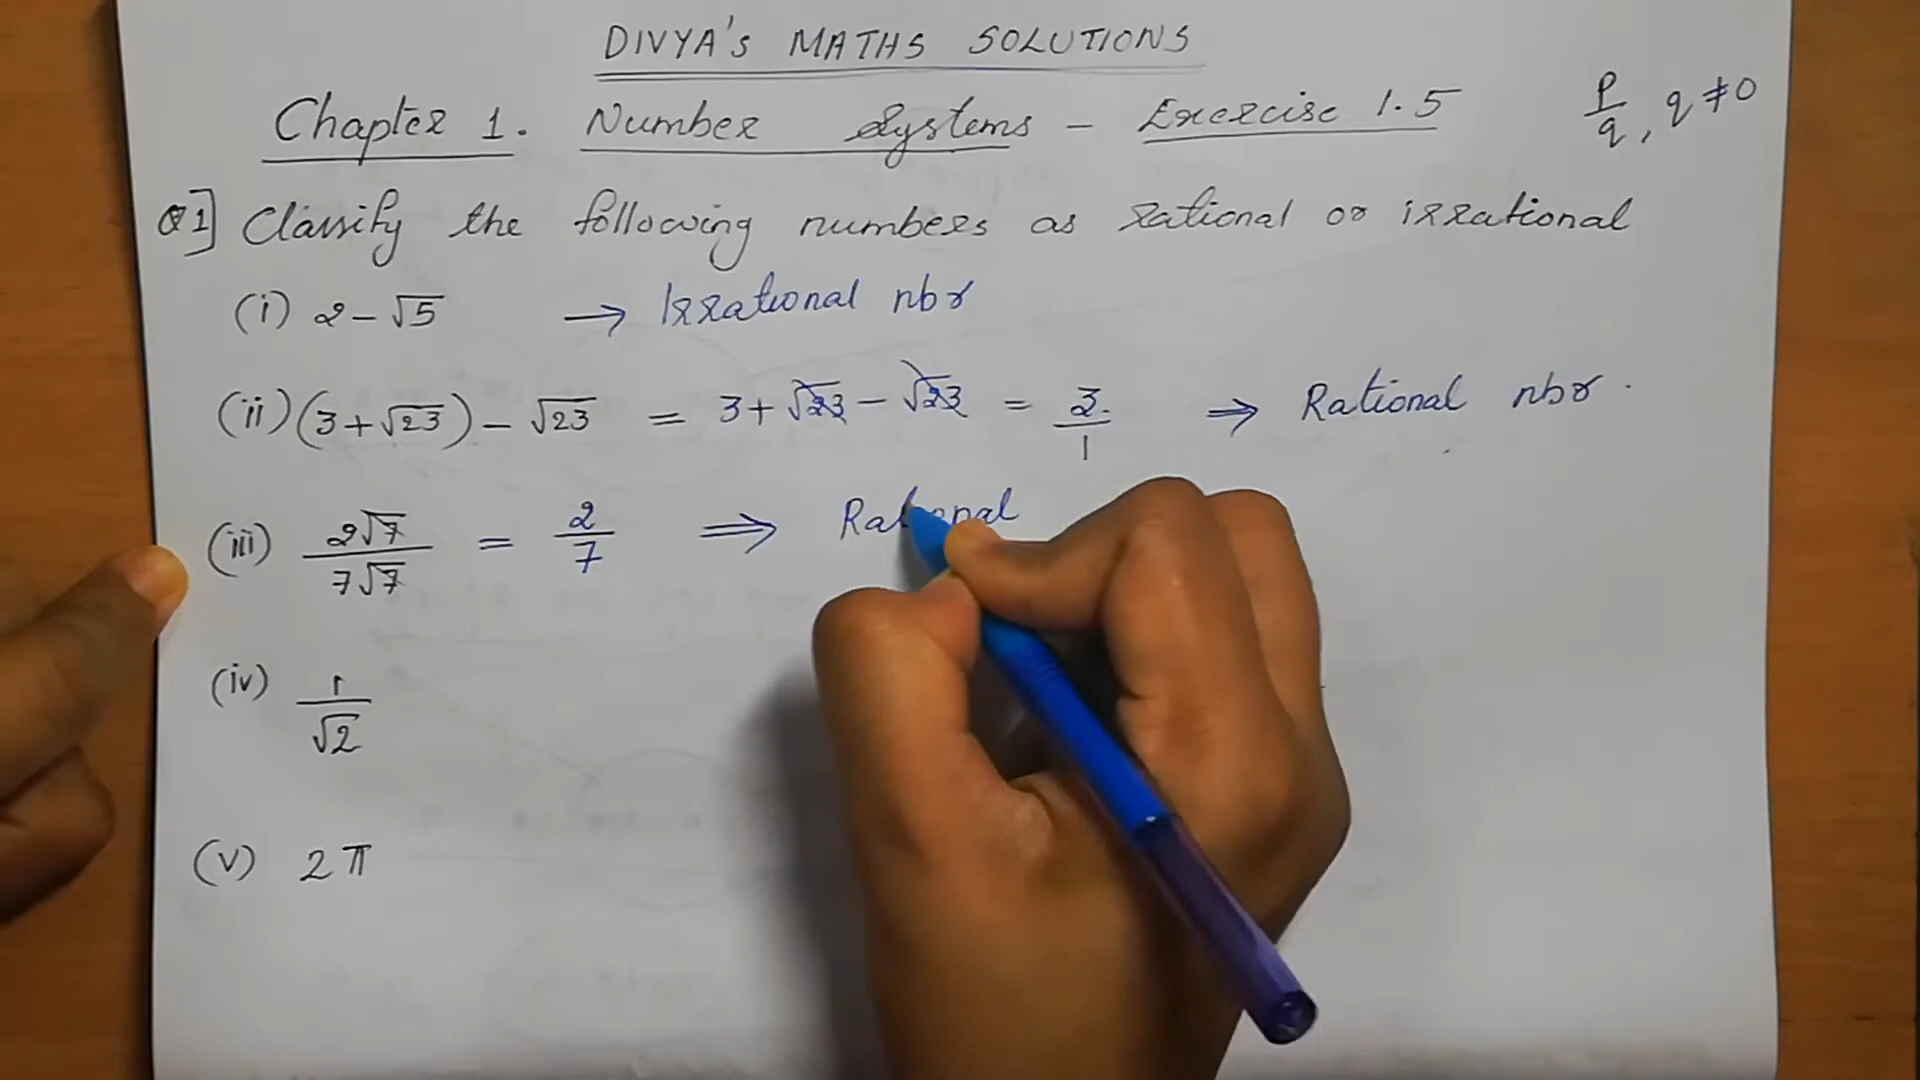 DIVYA's MATHS SOLUTIONS
Chapter 1. Number Systems - Exercise 1.5
p/q, q ≠ 0
Q1] Classify the following numbers as rational or irrational
(i) 2 - √5 → Irrational nbr
(ii) (3 + √23) - √23 = 3 + √23 - √23 = 3/1 ⇒ Rational nbr.
(iii) 2√7/7√7 = 2/7 ⇒ Rational
(iv) 1/√2
(v) 2π